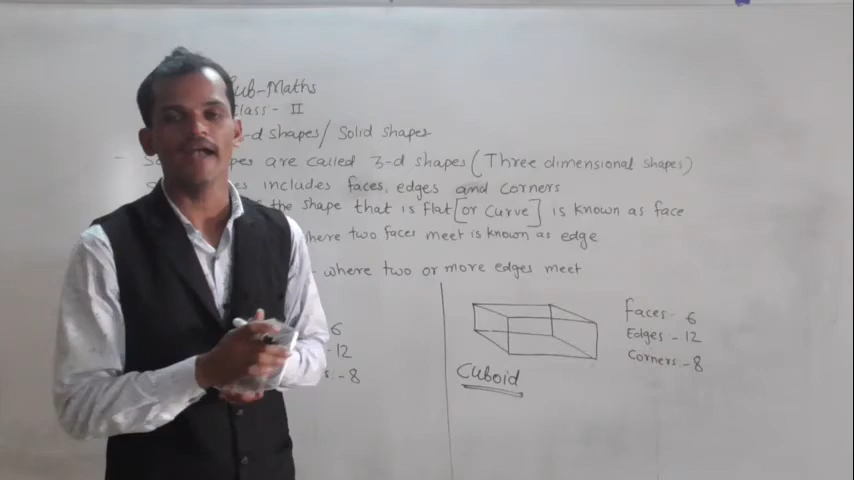 Sub-Maths
Class - II
-d shapes/ Solid shapes
- are called 3-d shapes (Three dimensional shapes)
includes faces, edges and corners
the shape that is flat [or curve] is known as face
where two faces meet is known as edge
- where two or more edges meet
6
-12
s.-8
Faces- 6
Edges -12
Corners.-8
Cuboid